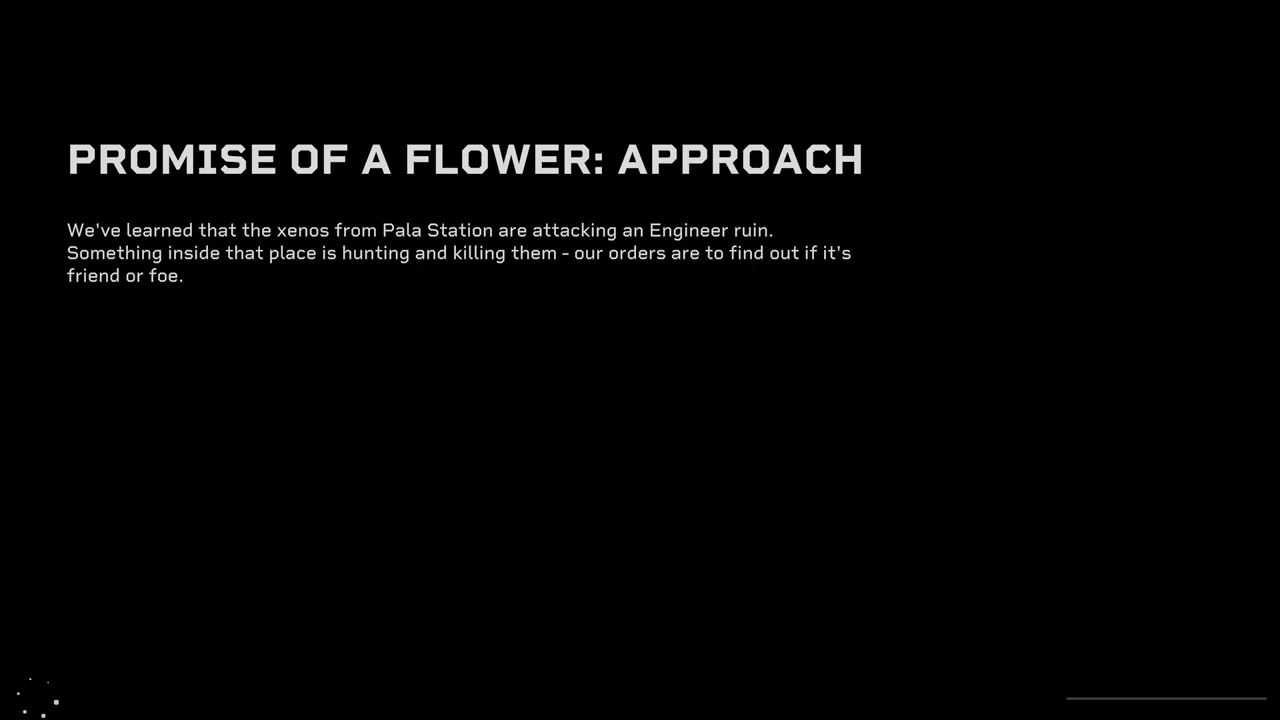 PROMISE OF A FLOWER: APPROACH
We've learned that the xenos from Pala Station are attacking an Engineer ruin.
Something inside that place is hunting and killing them - our orders are to find out if it's
friend or foe.